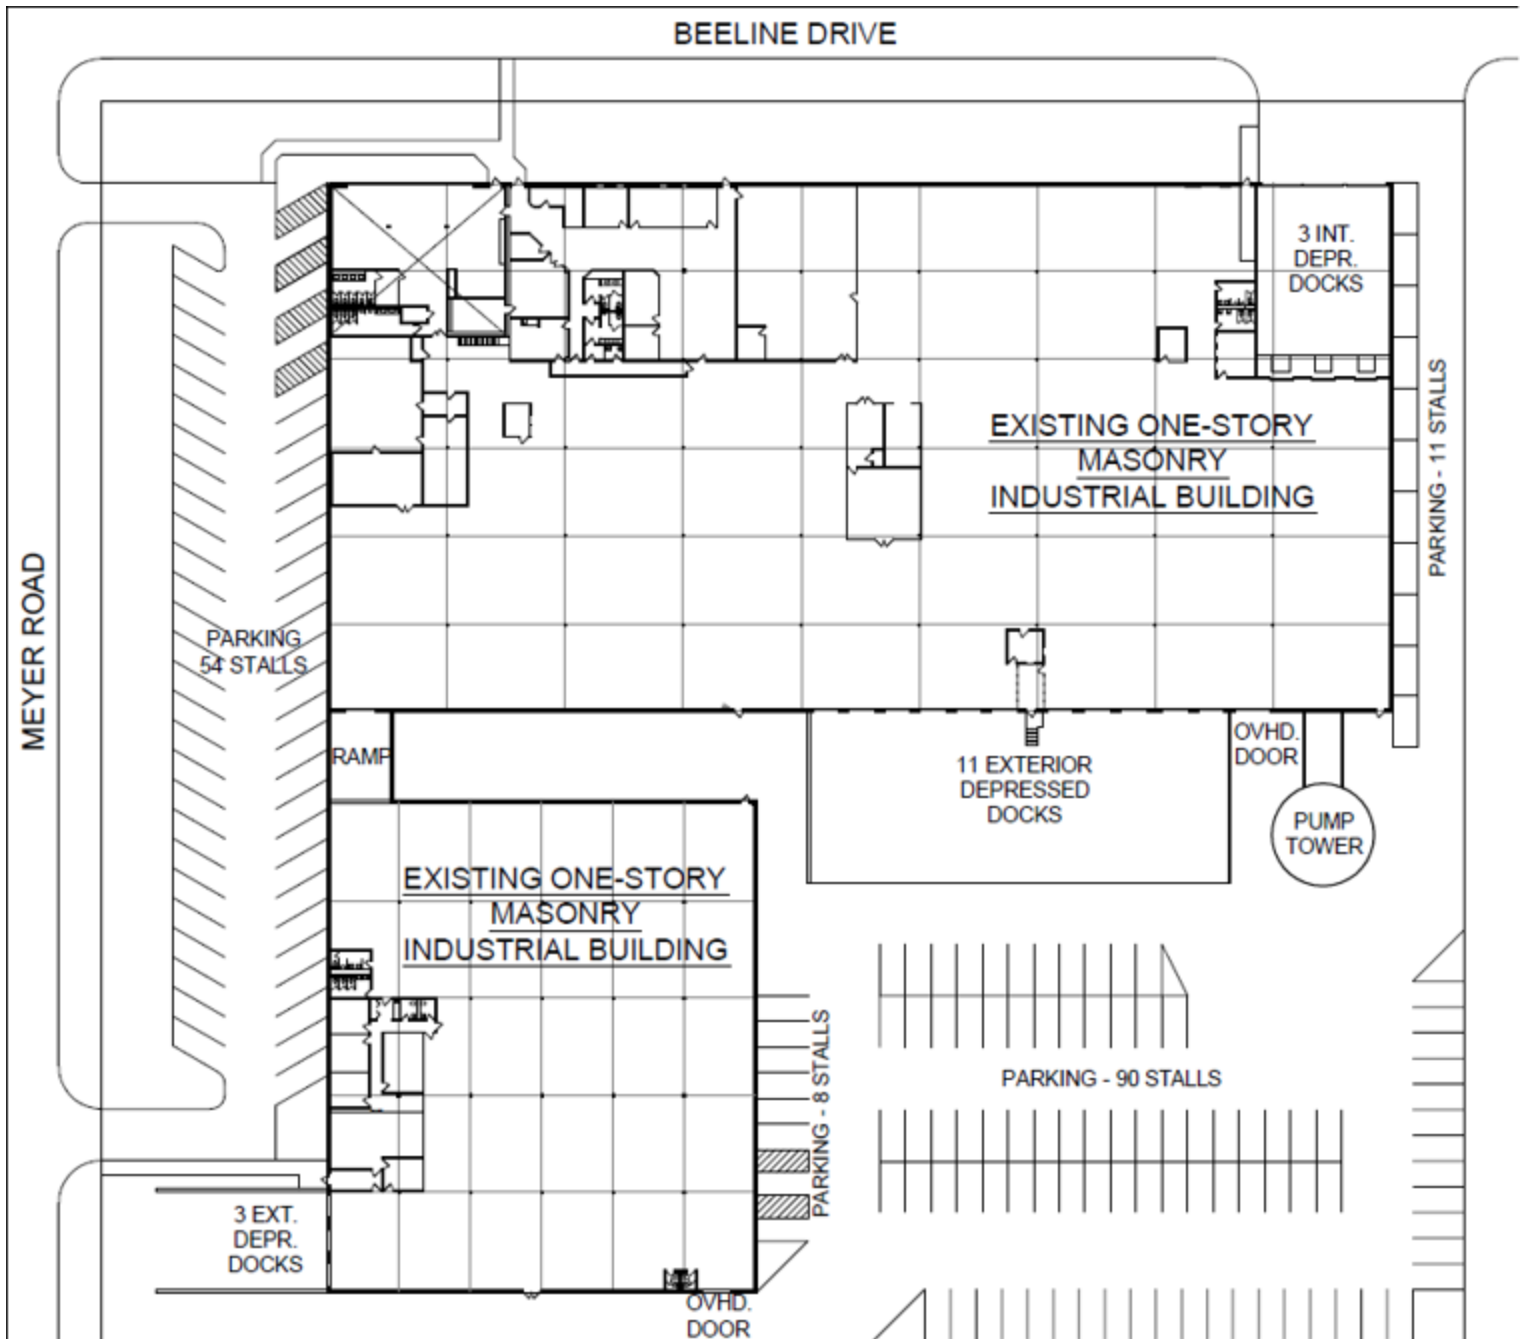 BEELINE DRIVE
3 INT.
DEPR.
DOCKS
EXISTING ONE-STORY
MASONRY
INDUSTRIAL BUILDING
PARKING - 11 STALLS
MEYER ROAD
PARKING
54 STALLS
RAMP
11 EXTERIOR
DEPRESSED
DOCKS
OVHD.
DOOR
PUMP
TOWER
EXISTING ONE-STORY
MASONRY
INDUSTRIAL BUILDING
PARKING - 8 STALLS
PARKING - 90 STALLS
3 EXT.
DEPR.
DOCKS
OVHD.
DOOR